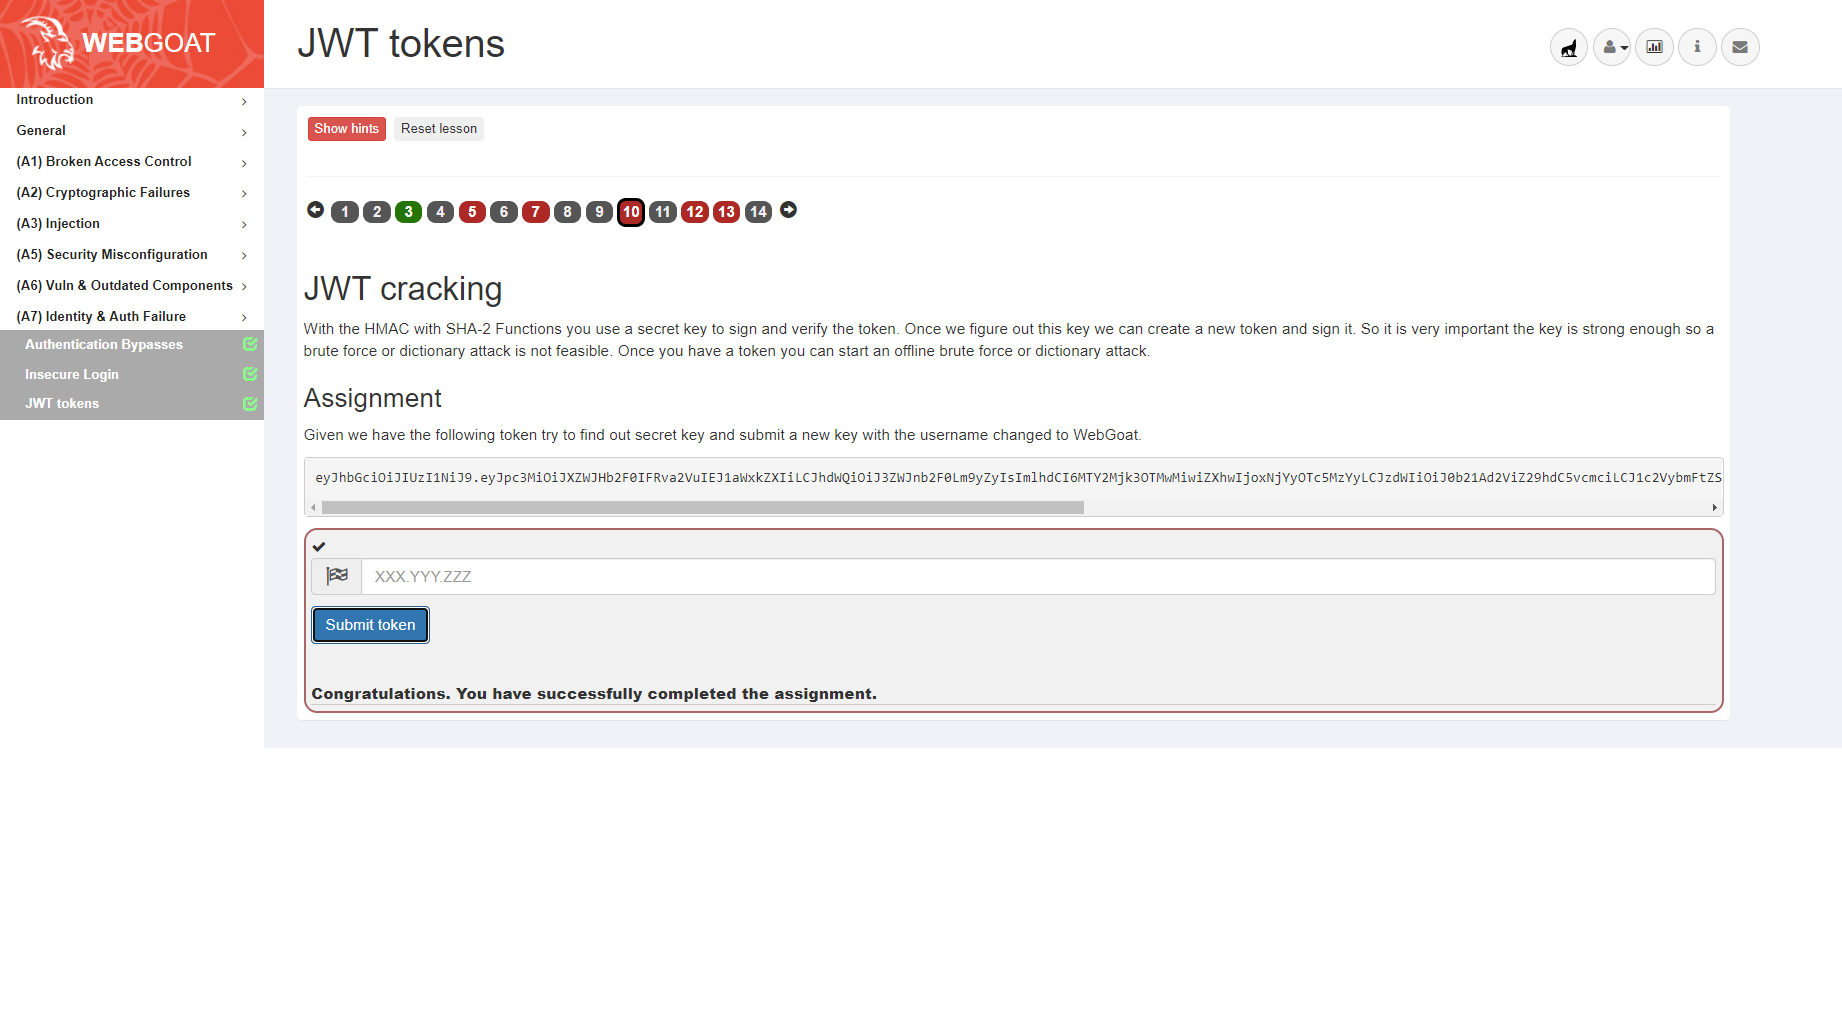 WEBGOAT
JWT tokens
Introduction
General
(A1) Broken Access Control
(A2) Cryptographic Failures
(A3) Injection
(A5) Security Misconfiguration
(A6) Vuln & Outdated Components
(A7) Identity & Auth Failure
Authentication Bypasses
Insecure Login
JWT tokens
Show hints Reset lesson
1 2 3 4 5 6 7 8 9 10 11 12 13 14
JWT cracking
With the HMAC with SHA-2 Functions you use a secret key to sign and verify the token. Once we figure out this key we can create a new token and sign it. So it is very important the key is strong enough so a
brute force or dictionary attack is not feasible. Once you have a token you can start an offline brute force or dictionary attack.
Assignment
Given we have the following token try to find out secret key and submit a new key with the username changed to WebGoat.
eyJhbGciOiJIUzI1NiJ9.eyJpc3MiOiJXZWJHb2F0IFRva2VuIEJ1aWxkZXIiLCJhdWQiOiJ3ZWJnb2F0Lm9yZyIsImlhdCI6MTY2Mjk3OTMwMiwiZXhwIjoxNjYyOTc5MzYyLCJzdWIiOiJ0b21Ad2ViZ29hdC5vcmciLCJ1c2VybmFtZS
XXX.YYY.ZZZ
Submit token
Congratulations. You have successfully completed the assignment.